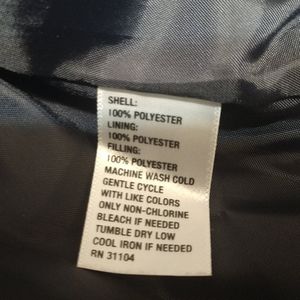 SHELL:
100% POLYESTER
LINING:
100% POLYESTER
FILLING:
100% POLYESTER
MACHINE WASH COLD
GENTLE CYCLE
WITH LIKE COLORS
ONLY NON-CHLORINE
BLEACH IF NEEDED
TUMBLE DRY LOW
COOL IRON IF NEEDED
RN 31104